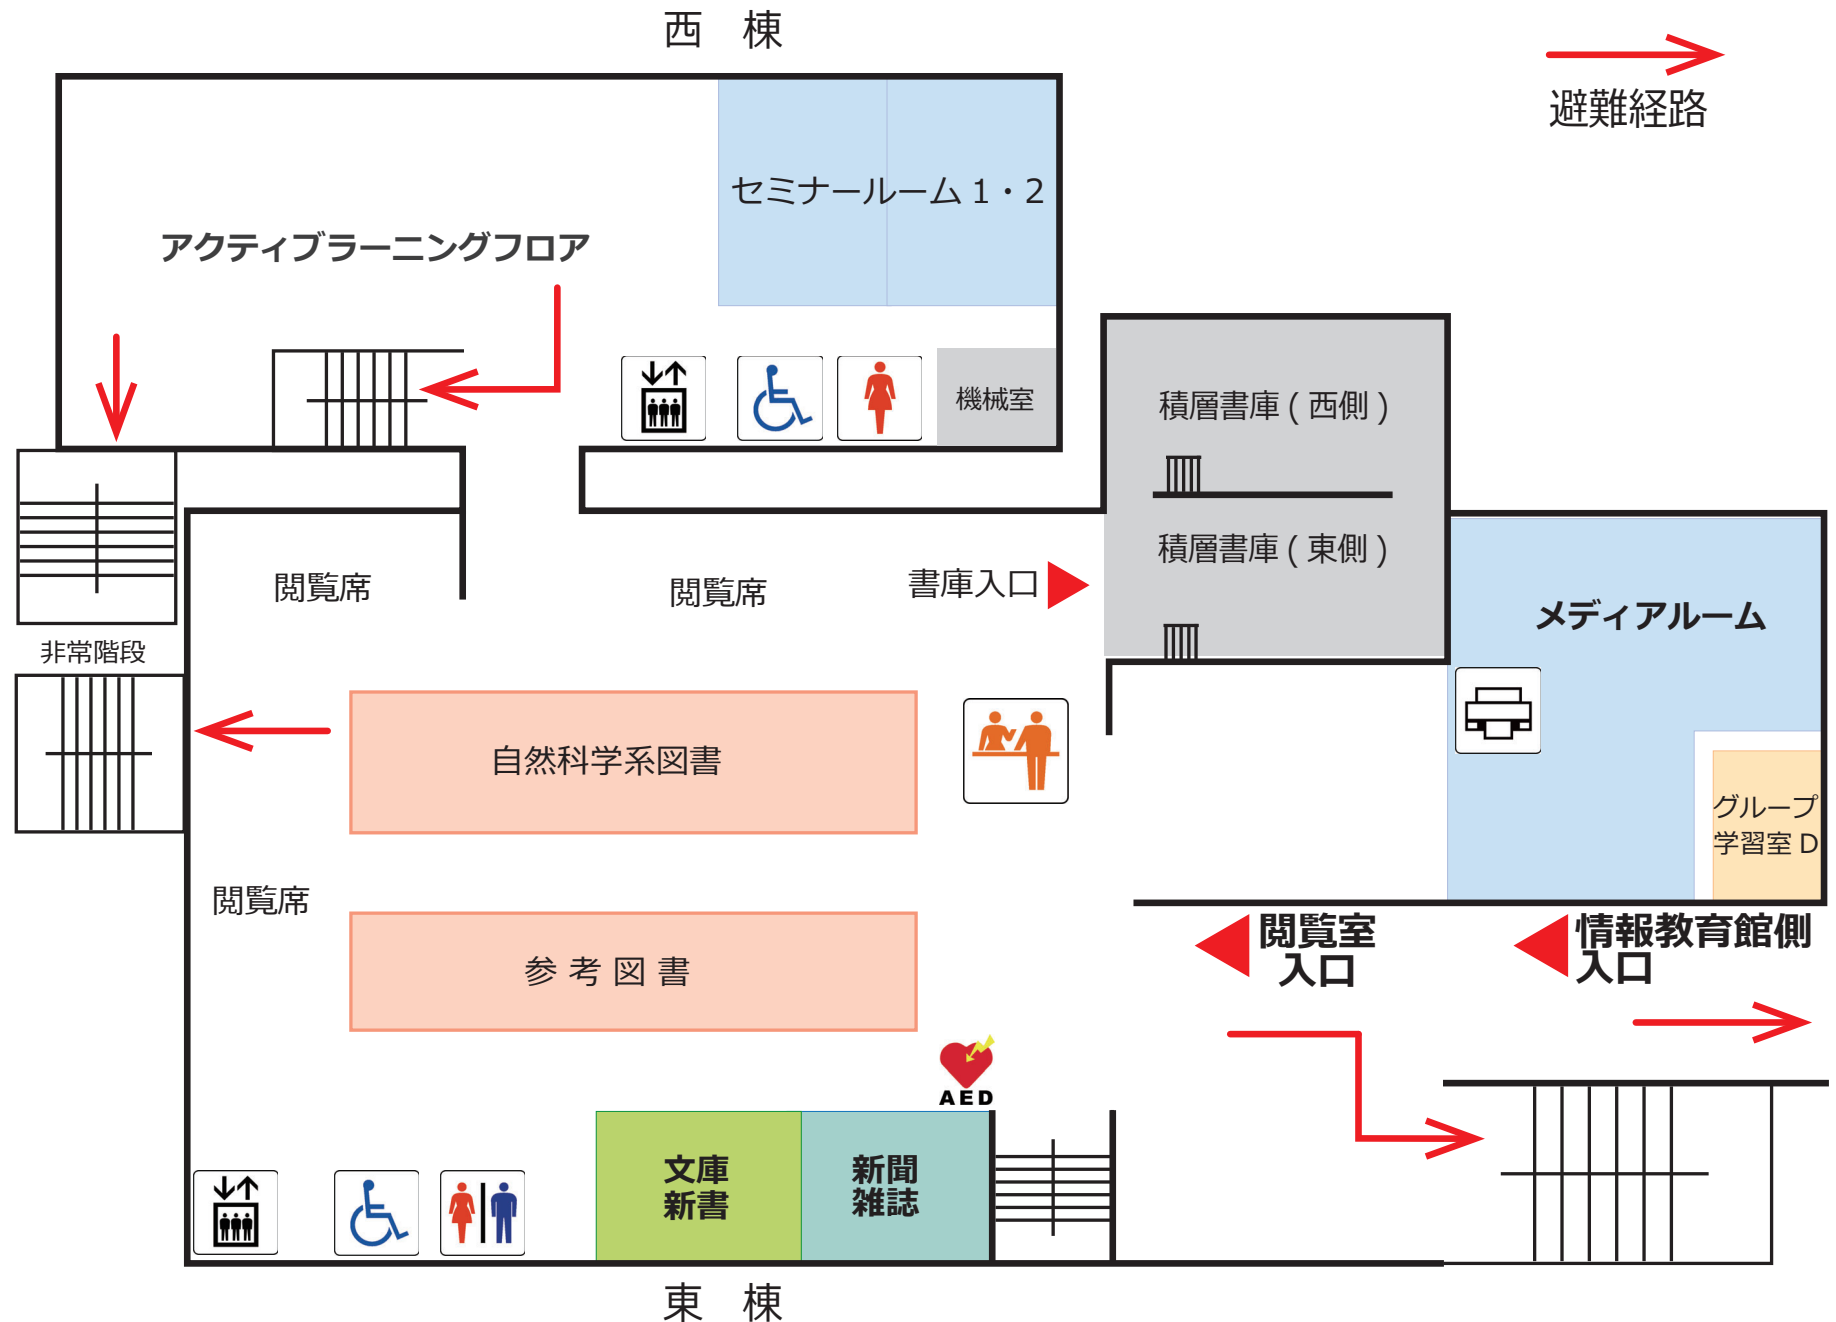 西 棟
避難経路
セミナールーム 1・2
アクティブラーニングフロア
機械室
積層書庫 ( 西側 )
積層書庫 ( 東側 )
閲覧席
閲覧席
書庫入口
メディアルーム
非常階段
自然科学系図書
グループ
学習室 D
閲覧席
閲覧室
入口
情報教育館側
入口
参 考 図 書
AED
文庫
新書
新聞
雑誌
東 棟